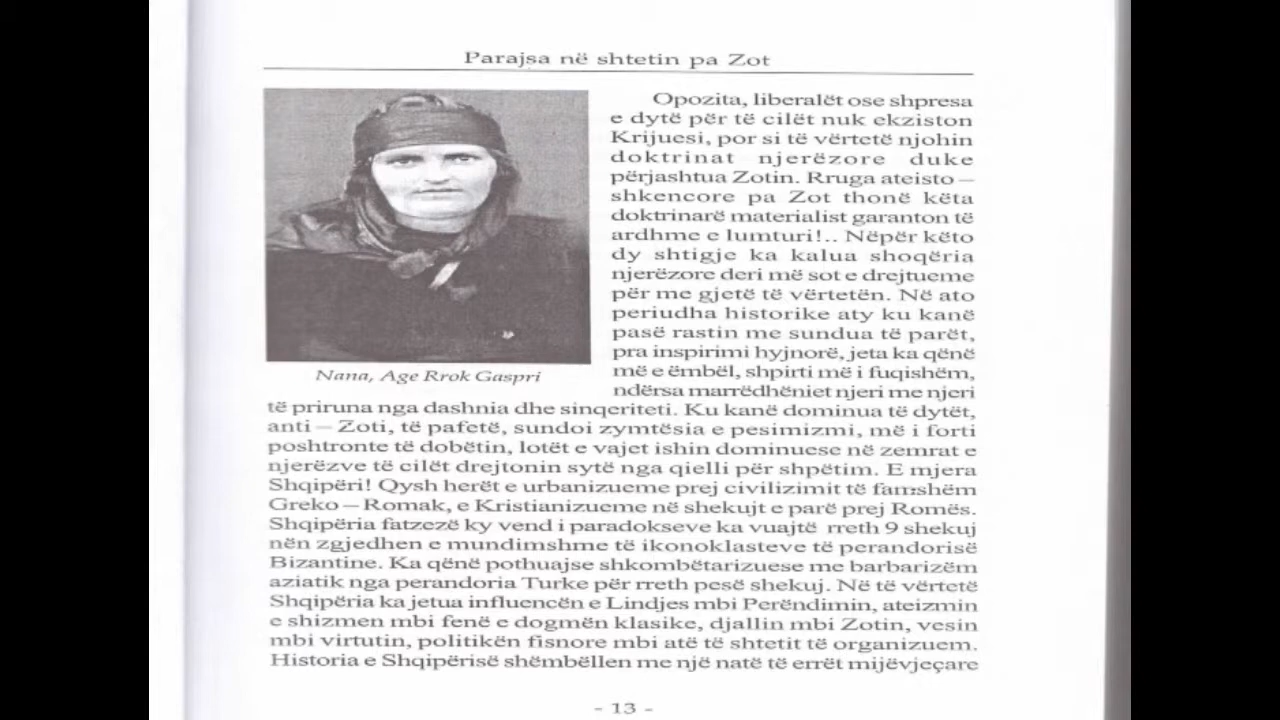 Parajsa në shtetin pa Zot
Opozita, liberalët ose shpresa
e dytë për të cilët nuk ekziston
Krijuesi, por si të vërtetë njohin
doktrinat njerëzore duke
përjashtua Zotin. Rruga ateisto –
shkencore pa Zot thonë këta
doktrinarë materialist garanton të
ardhme e lumturi!.. Nëpër këto
dy shtigje ka kalua shoqëria
njerëzore deri më sot e drejtueme
për me gjetë të vërtetën. Në ato
periudha historike aty ku kanë
pasë rastin me sundua të parët,
pra inspirimi hyjnorë, jeta ka qënë
më e ëmbël, shpirti më i fuqishëm,
ndërsa marrëdhëniet njeri me njeri
Nana, Age Rrok Gaspri
të priruna nga dashnia dhe sinqeriteti. Ku kanë dominua të dytët,
anti – Zoti, të pafetë, sundoi zymtësia e pesimizmi, më i forti
poshtronte të dobëtin, lotët e vajet ishin dominuese në zemrat e
njerëzve të cilët drejtonin sytë nga qielli për shpëtim. E mjera
Shqipëri! Qysh herët e urbanizueme prej civilizimit të famshëm
Greko – Romak, e Kristianizueme në shekujt e parë prej Romës.
Shqipëria fatzezë ky vend i paradokseve ka vuajtë rreth 9 shekuj
nën zgjedhen e mundimshme të ikonoklasteve të perandorisë
Bizantine. Ka qënë pothuajse shkombëtarizuese me barbarizëm
aziatik nga perandoria Turke për rreth pesë shekuj. Në të vërtetë
Shqipëria ka jetua influencën e Lindjes mbi Perëndimin, ateizmin
e shizmen mbi fenë e dogmën klasike, djallin mbi Zotin, vesin
mbi virtutin, politikën fisnore mbi atë të shtetit të organizuem.
Historia e Shqipërisë shëmbëllen me një natë të errët mijëvjeçare
- 13 -